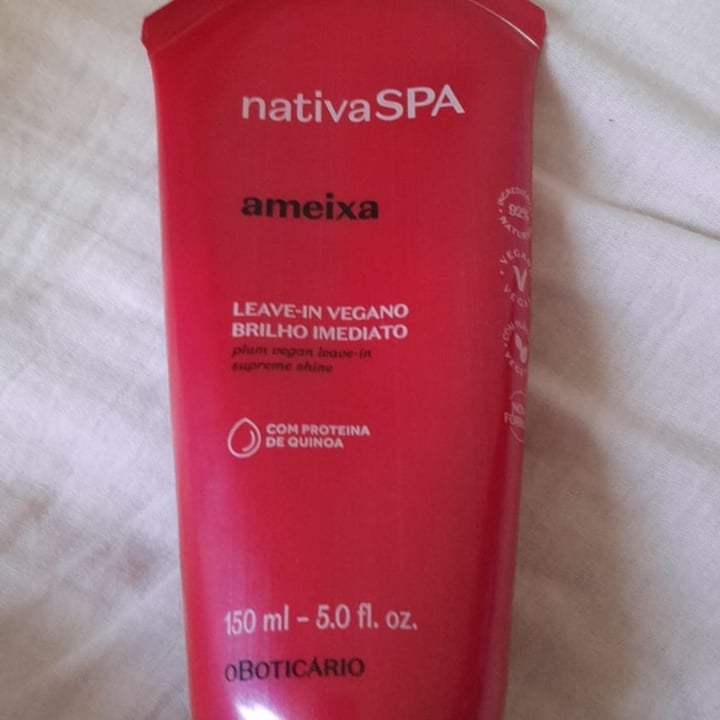 nativaSPA
ameixa
LEAVE-IN VEGANO
BRILHO IMEDIATO
plum vegan leave-in
supreme shine
COM PROTEINA
DE QUINOA
92%
V
150 ml - 5.0 fl. oz.
oBOTICÁRIO